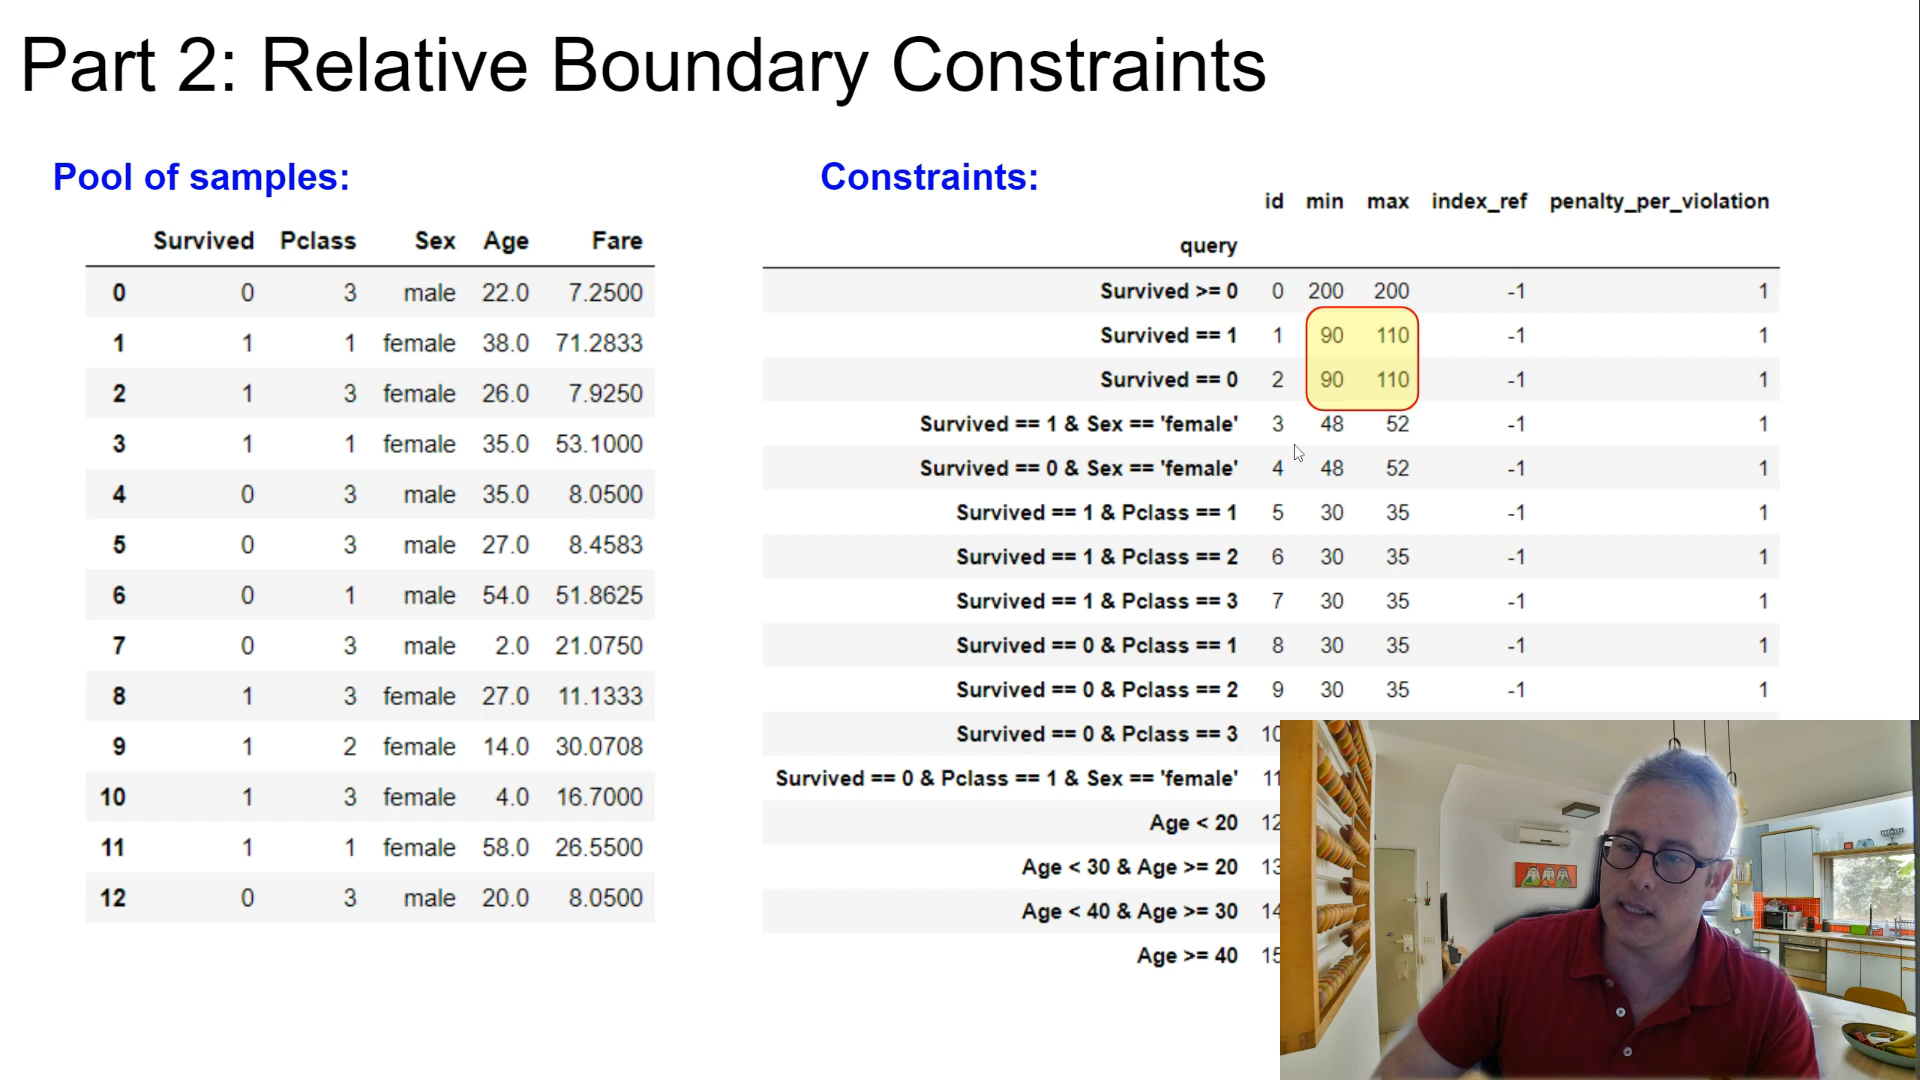 Part 2: Relative Boundary Constraints
Pool of samples:
Survived Pclass Sex Age Fare
0 0 3 male 22.0 7.2500
1 1 1 female 38.0 71.2833
2 1 3 female 26.0 7.9250
3 1 1 female 35.0 53.1000
4 0 3 male 35.0 8.0500
5 0 3 male 27.0 8.4583
6 0 1 male 54.0 51.8625
7 0 3 male 2.0 21.0750
8 1 3 female 27.0 11.1333
9 1 2 female 14.0 30.0708
10 1 3 female 4.0 16.7000
11 1 1 female 58.0 26.5500
12 0 3 male 20.0 8.0500
Constraints:
id min max index_ref penalty_per_violation
query
Survived >= 0 0 200 200 -1 1
Survived == 1 1 90 110 -1 1
Survived == 0 2 90 110 -1 1
Survived == 1 & Sex == 'female' 3 48 52 -1 1
Survived == 0 & Sex == 'female' 4 48 52 -1 1
Survived == 1 & Pclass == 1 5 30 35 -1 1
Survived == 1 & Pclass == 2 6 30 35 -1 1
Survived == 1 & Pclass == 3 7 30 35 -1 1
Survived == 0 & Pclass == 1 8 30 35 -1 1
Survived == 0 & Pclass == 2 9 30 35 -1 1
Survived == 0 & Pclass == 3 10
Survived == 0 & Pclass == 1 & Sex == 'female' 11
Age < 20 12
Age < 30 & Age >= 20 13
Age < 40 & Age >= 30 14
Age >= 40 15